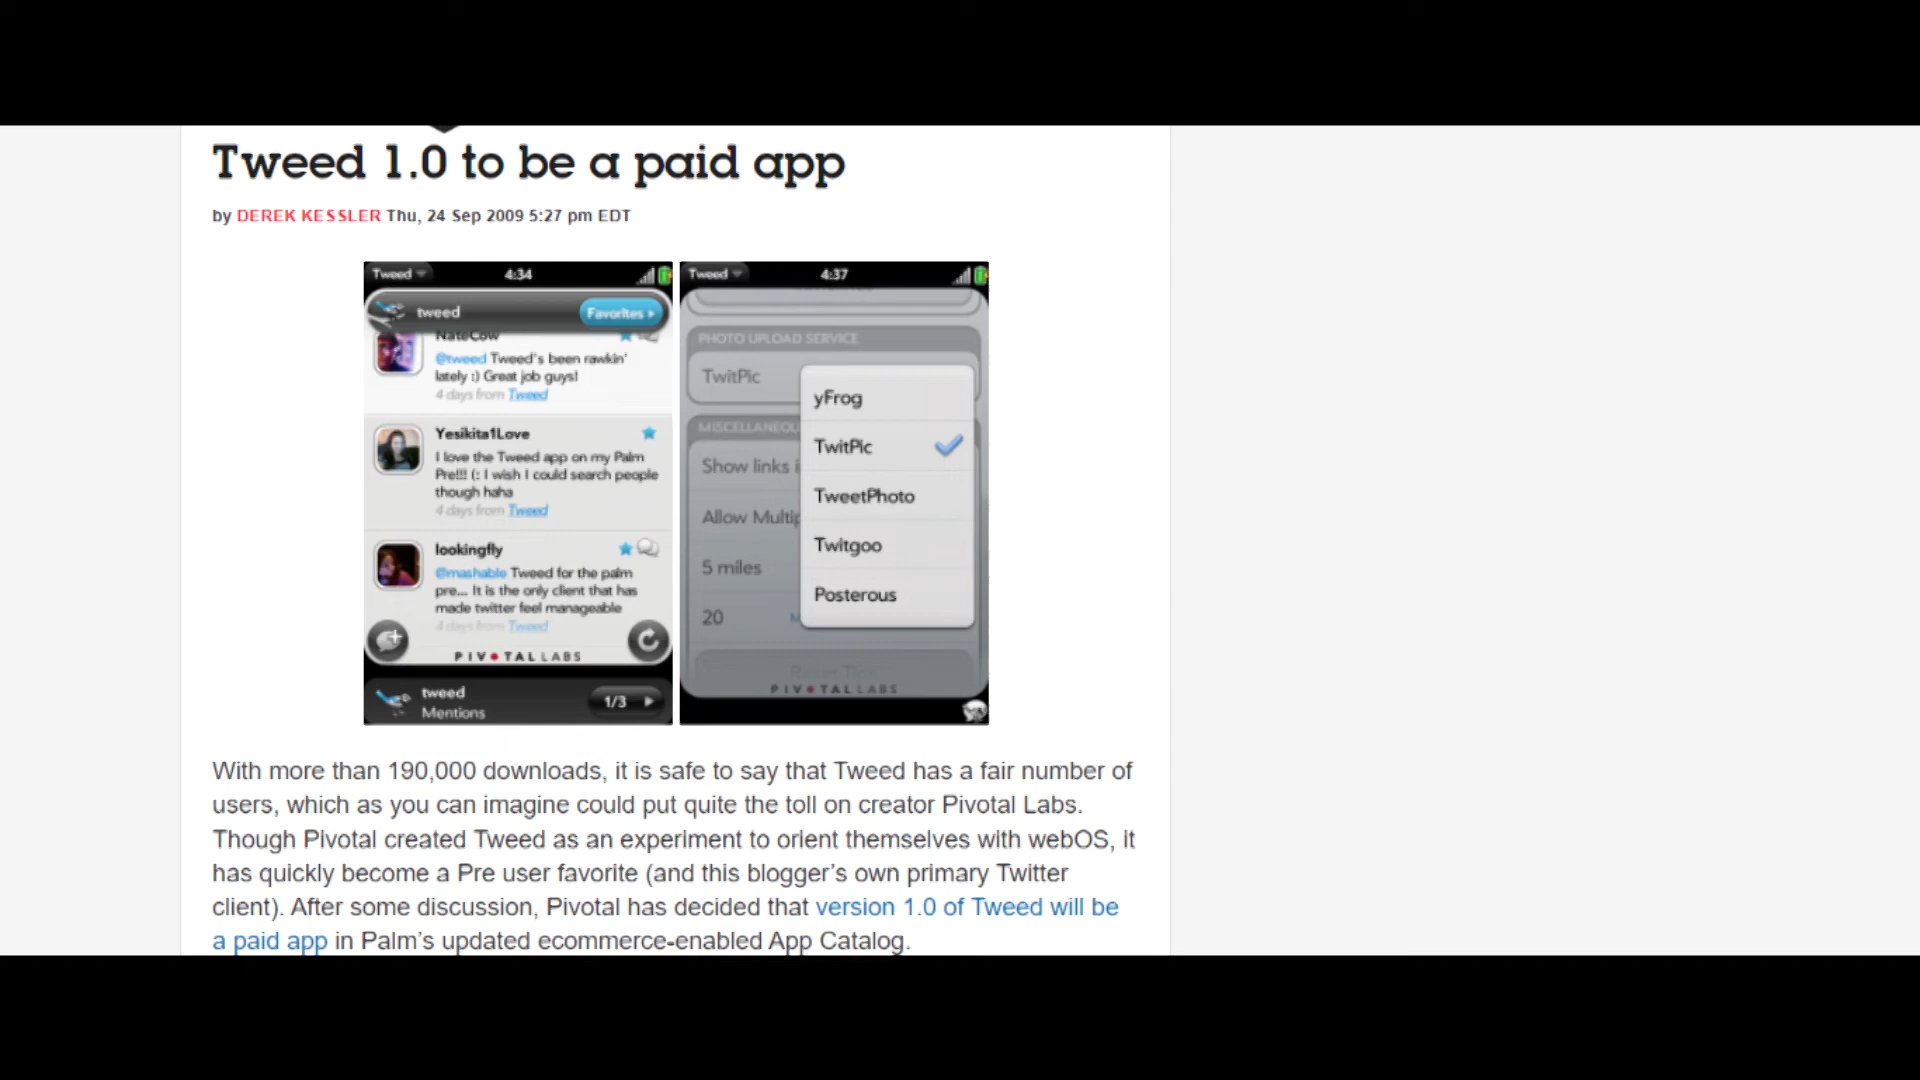 Tweed 1.0 to be a paid app
by DEREK KESSLER Thu, 24 Sep 2009 5:27 pm EDT
Tweed 4:34
tweed Favorites
NateCow
@tweed Tweed's been rawkin'
lately :) Great job guys!
4 days from Tweed
Yesikita1Love
I love the Tweed app on my Palm
Pre!!! (: I wish I could search people
though haha
4 days from Tweed
lookingfly
@mashable Tweed for the palm
pre... It is the only client that has
made twitter feel manageable
4 days from Tweed
PIVOTAL LABS
tweed
Mentions
1/3
Tweed 4:37
PHOTO UPLOAD SERVICE
TwitPic
MISCELLANEOU
Show links i
Allow Multip
5 miles
20 M
yFrog
TwitPic
TweetPhoto
Twitgoo
Posterous
Reset Tips
PIVOTAL LABS
With more than 190,000 downloads, it is safe to say that Tweed has a fair number of
users, which as you can imagine could put quite the toll on creator Pivotal Labs.
Though Pivotal created Tweed as an experiment to orient themselves with webOS, it
has quickly become a Pre user favorite (and this blogger’s own primary Twitter
client). After some discussion, Pivotal has decided that version 1.0 of Tweed will be
a paid app in Palm’s updated ecommerce-enabled App Catalog.